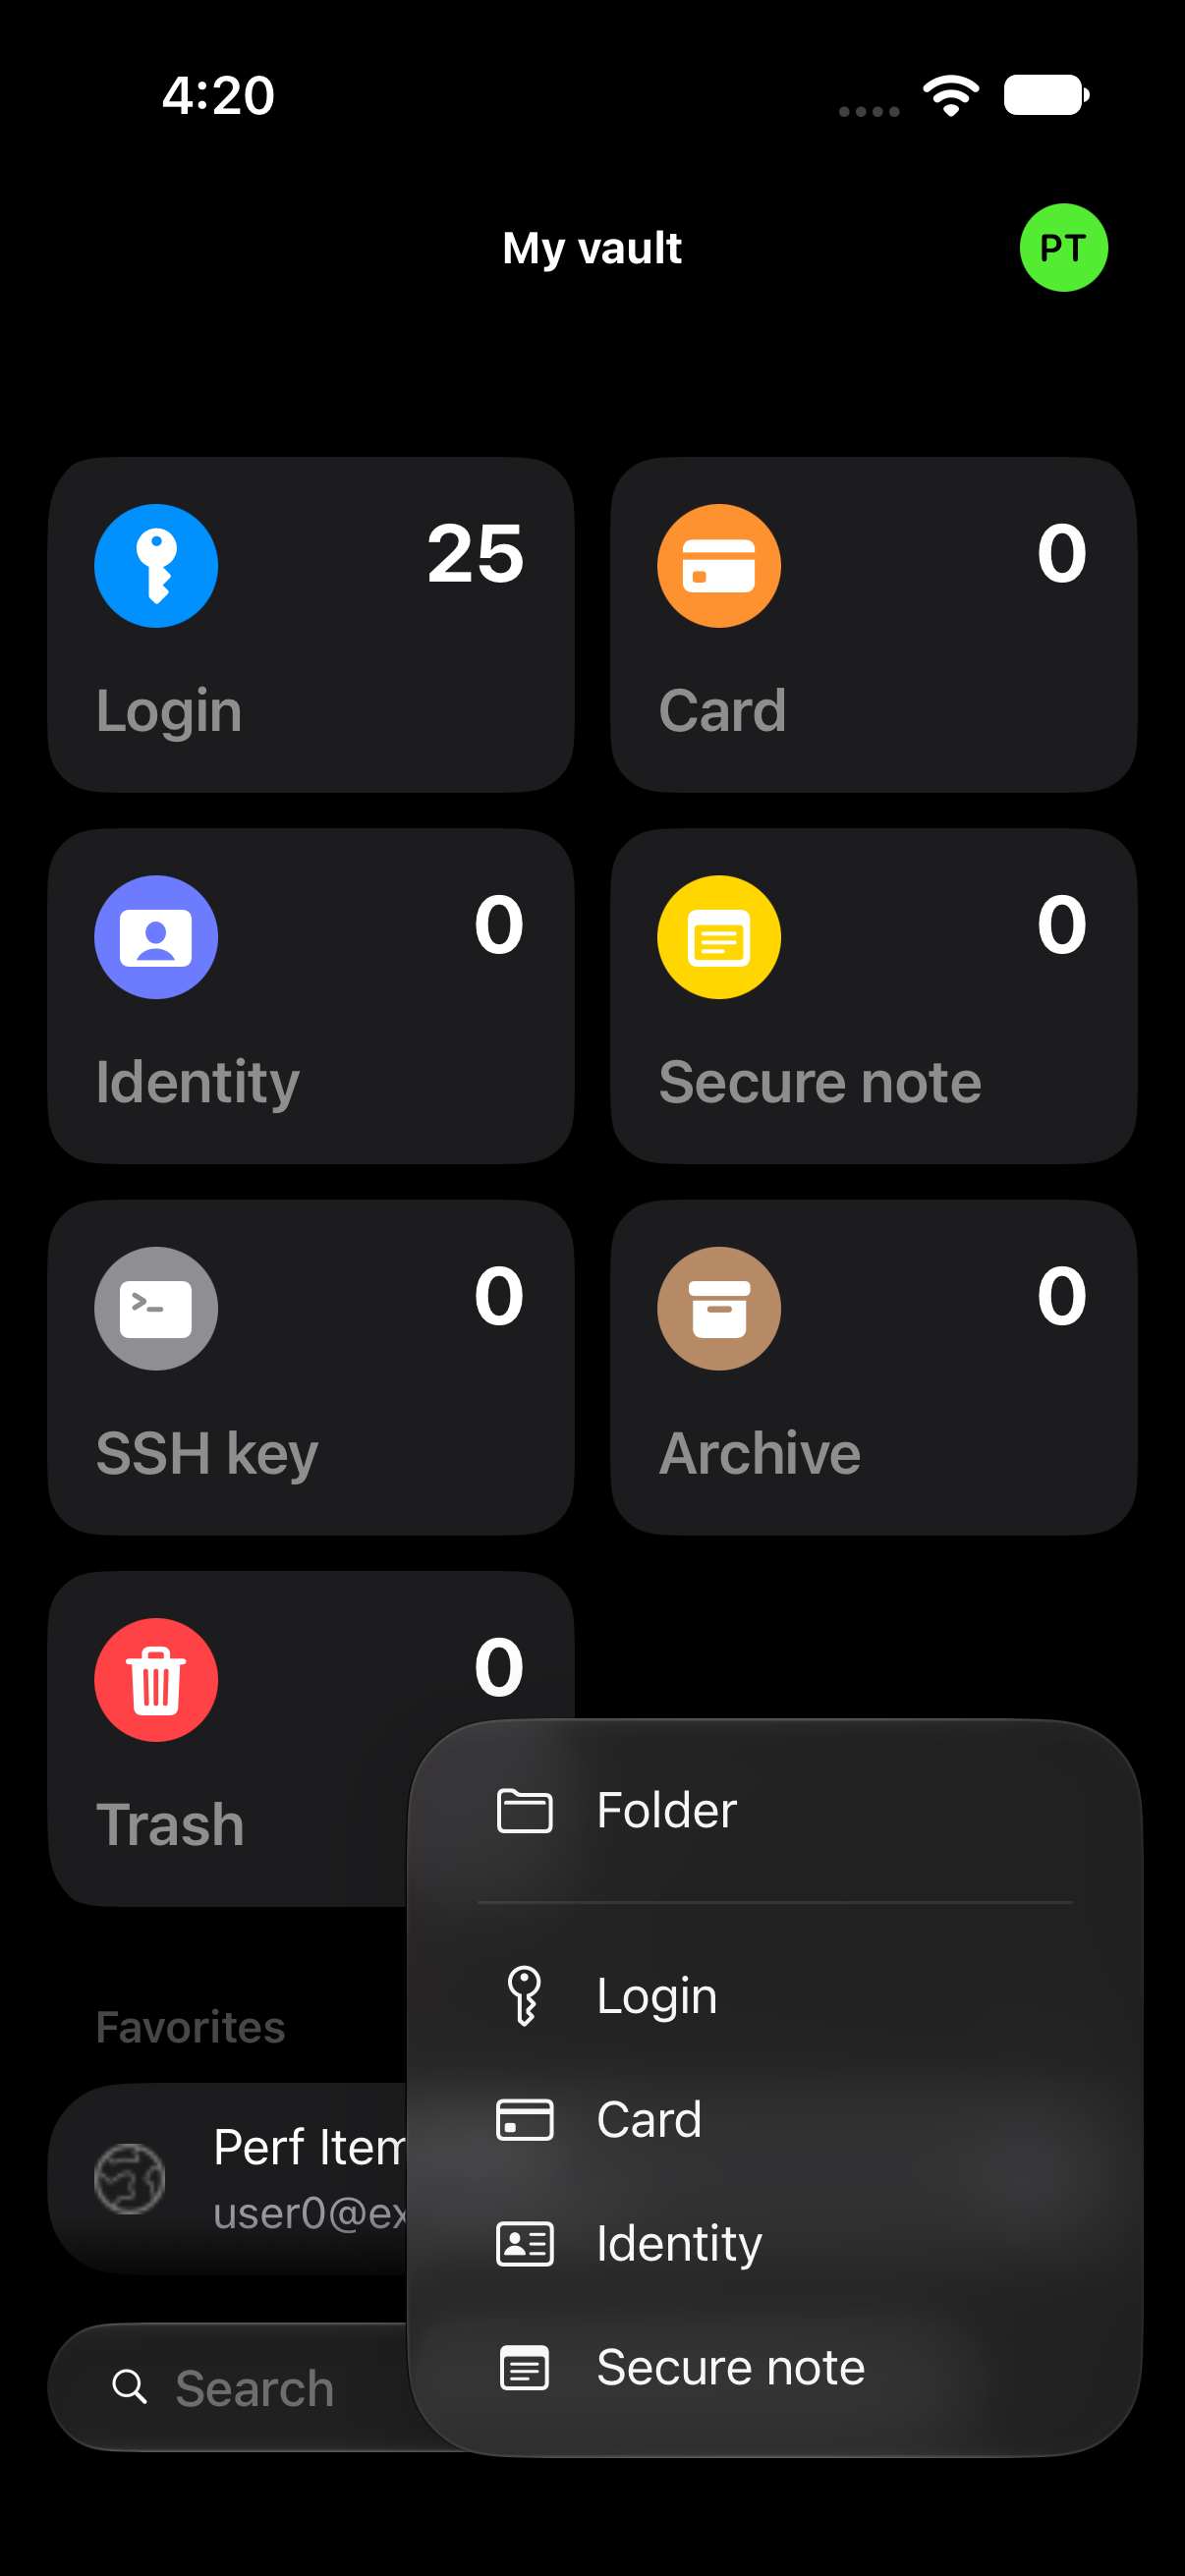 4:20
My vault
PT
25
Login
0
Card
0
Identity
0
Secure note
0
SSH key
0
Archive
0
Trash
Folder
Login
Card
Identity
Secure note
Favorites
Perf Item
user0@ex
Search